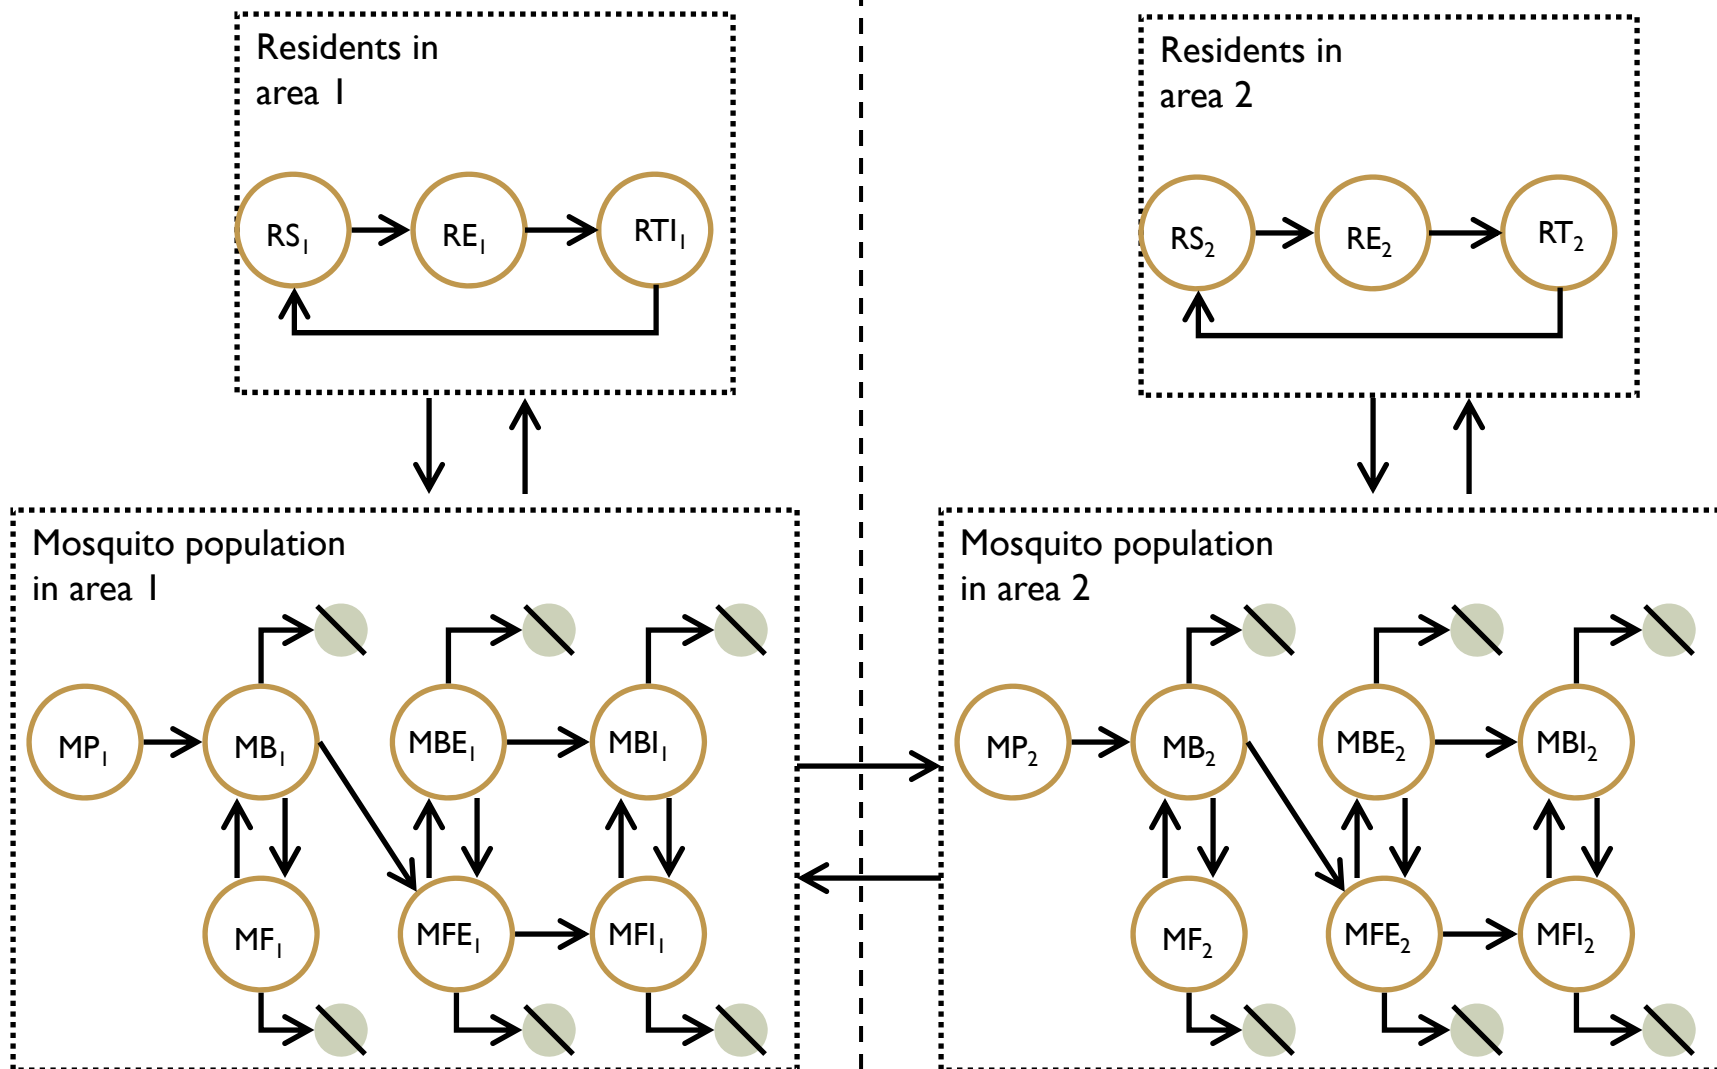 Residents in
area 1
RS₁
RE₁
RTI₁
Residents in
area 2
RS₂
RE₂
RT₂
Mosquito population
in area 1
MP₁
MB₁
MBE₁
MBI₁
MF₁
MFE₁
MFI₁
Mosquito population
in area 2
MP₂
MB₂
MBE₂
MBI₂
MF₂
MFE₂
MFI₂